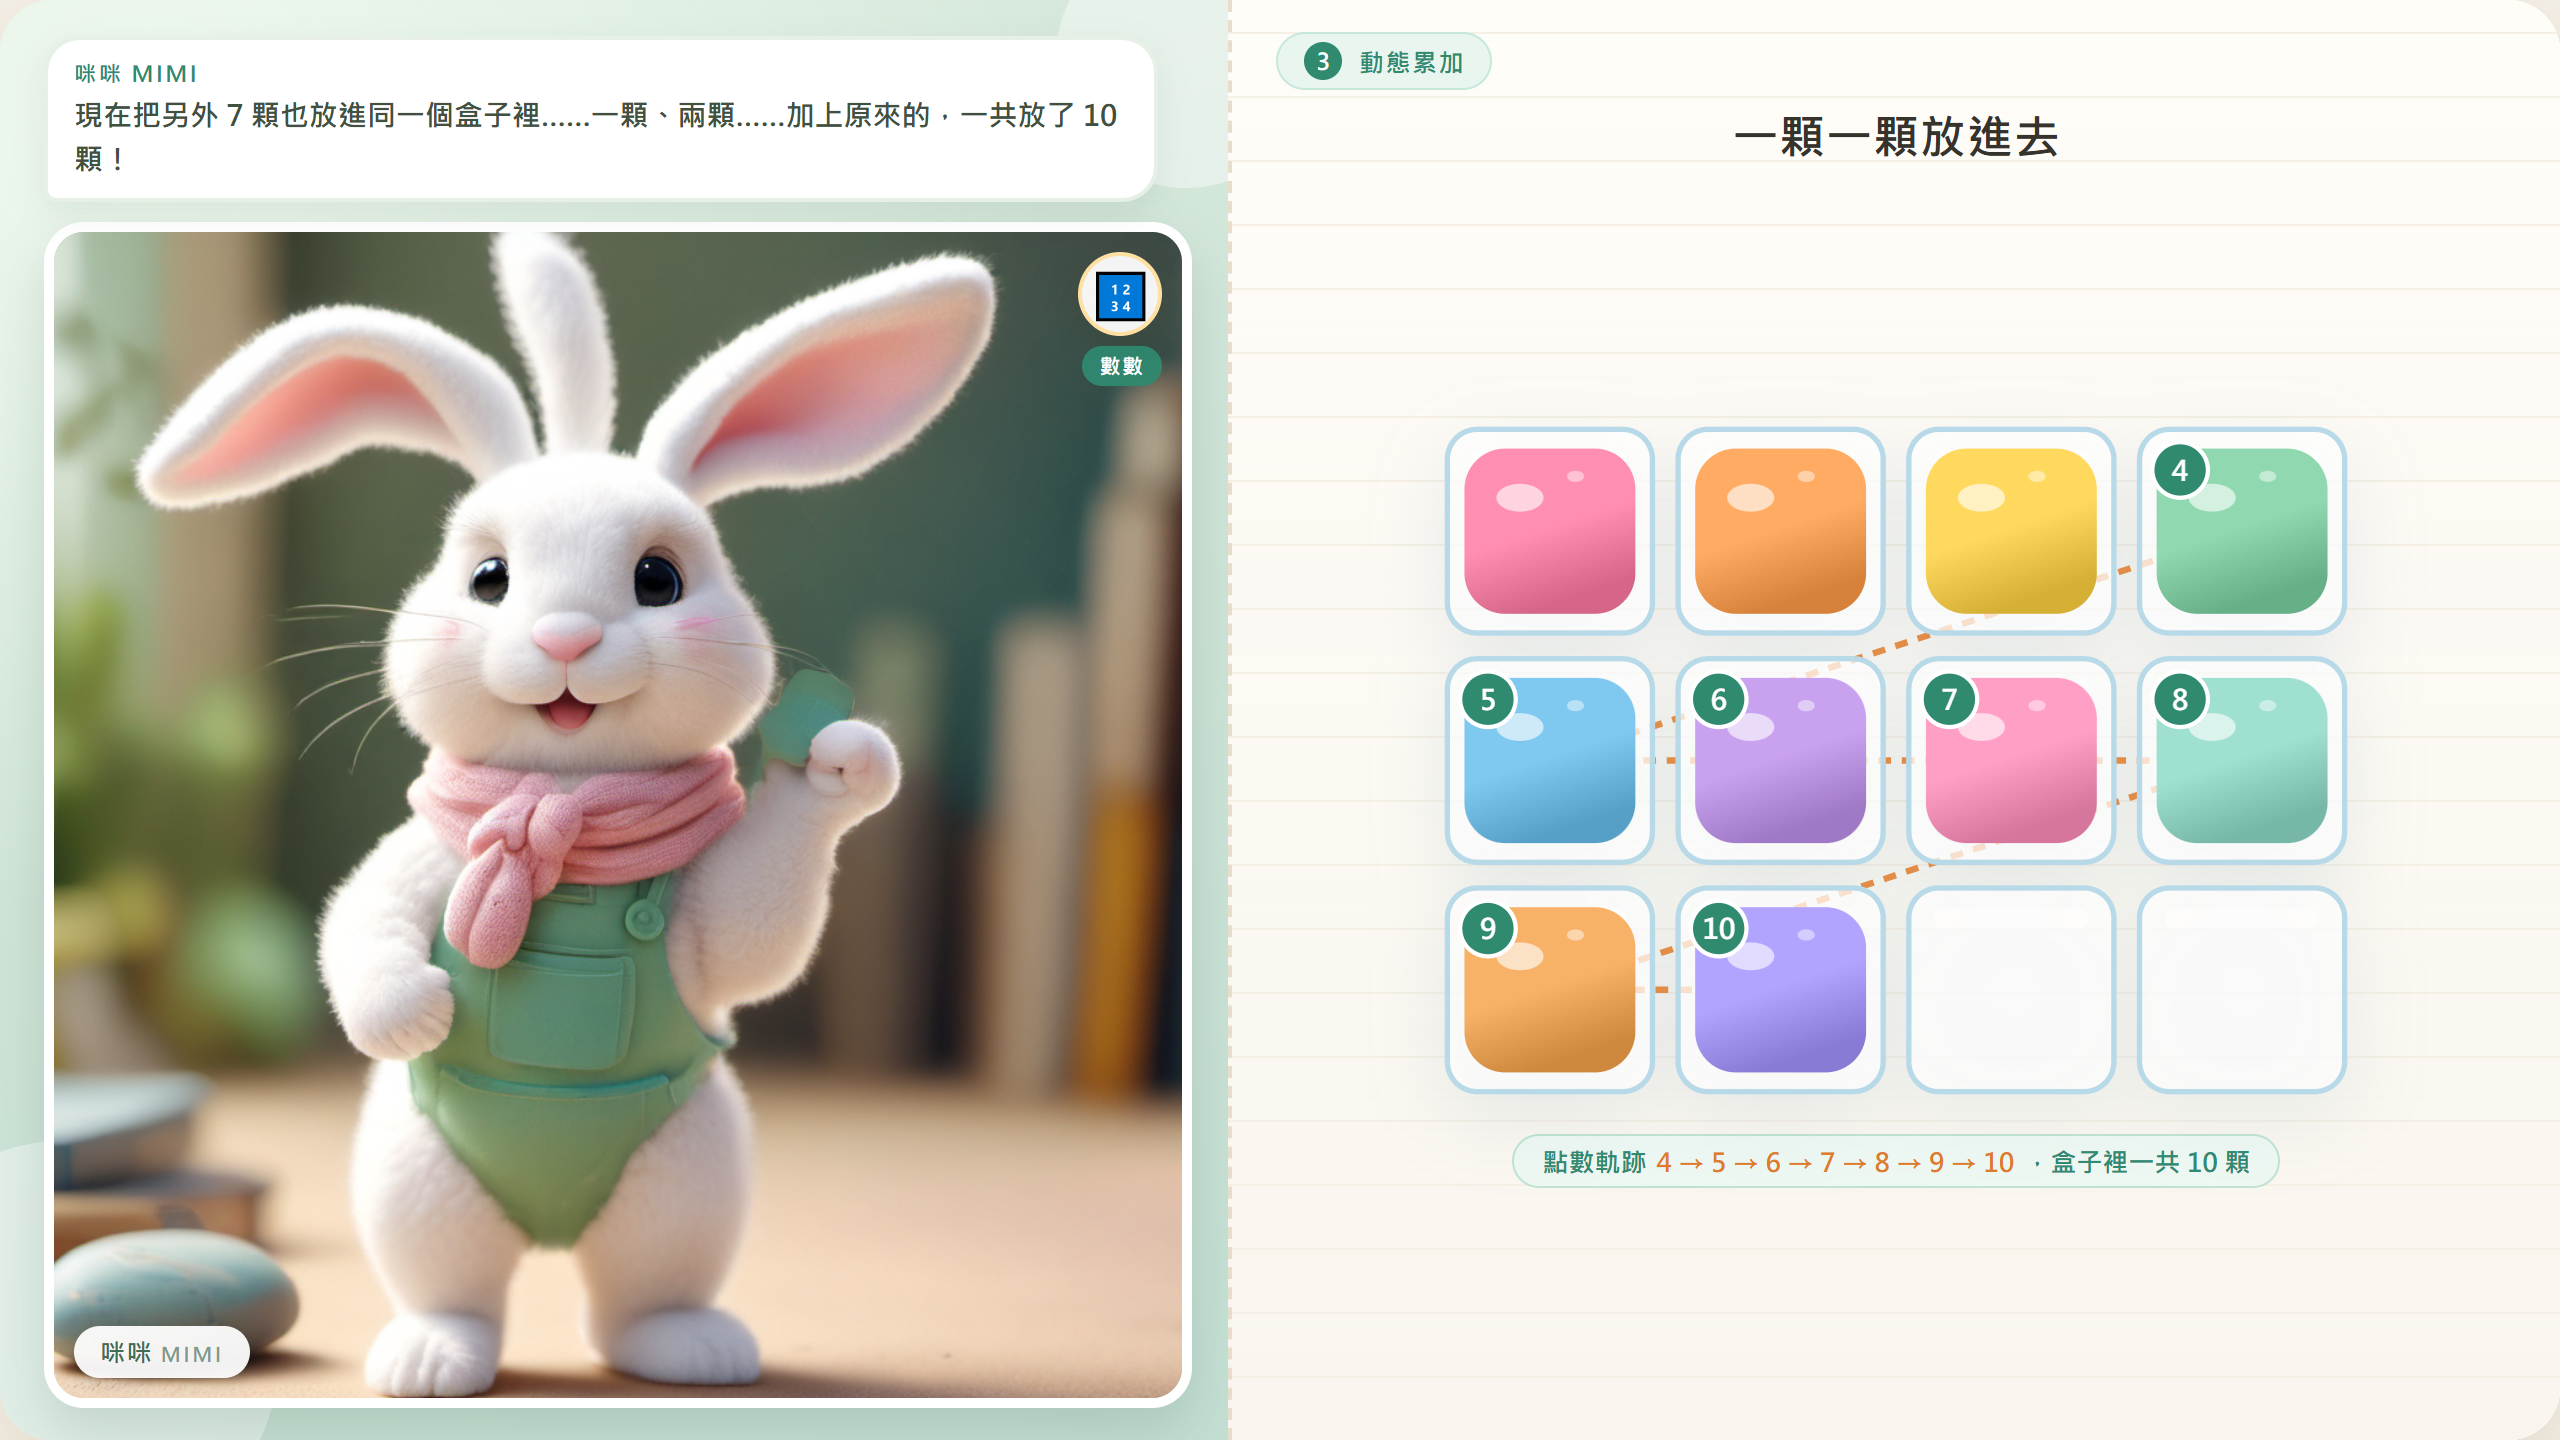 咪咪 MIMI
現在把另外 7 顆也放進同一個盒子裡......一顆、兩顆......加上原來的，一共放了 10
顆！
1 2
3 4
數數
咪咪 MIMI
3 動態累加
一顆一顆放進去
4
5 6 7 8
9 10
點數軌跡 4→5→6→7→8→9→10 ，盒子裡一共 10 顆